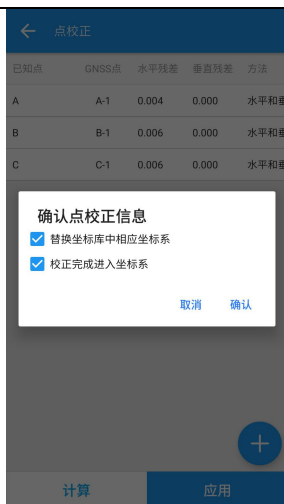 点校正
已知点 GNSS点 水平残差 垂直残差 方法
A A-1 0.004 0.000 水平和垂
B B-1 0.006 0.000 水平和垂
C C-1 0.006 0.000 水平和垂
确认点校正信息
替换坐标库中相应坐标系
校正完成进入坐标系
取消 确认
计算 应用